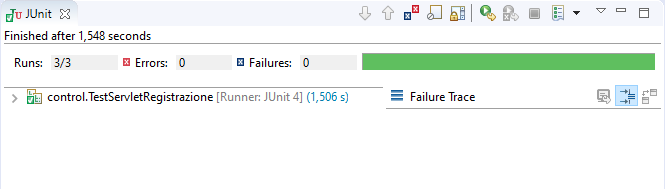 JUnit
Finished after 1,548 seconds
Runs: 3/3 Errors: 0 Failures: 0
control.TestServletRegistrazione [Runner: JUnit 4] (1,506 s)
Failure Trace